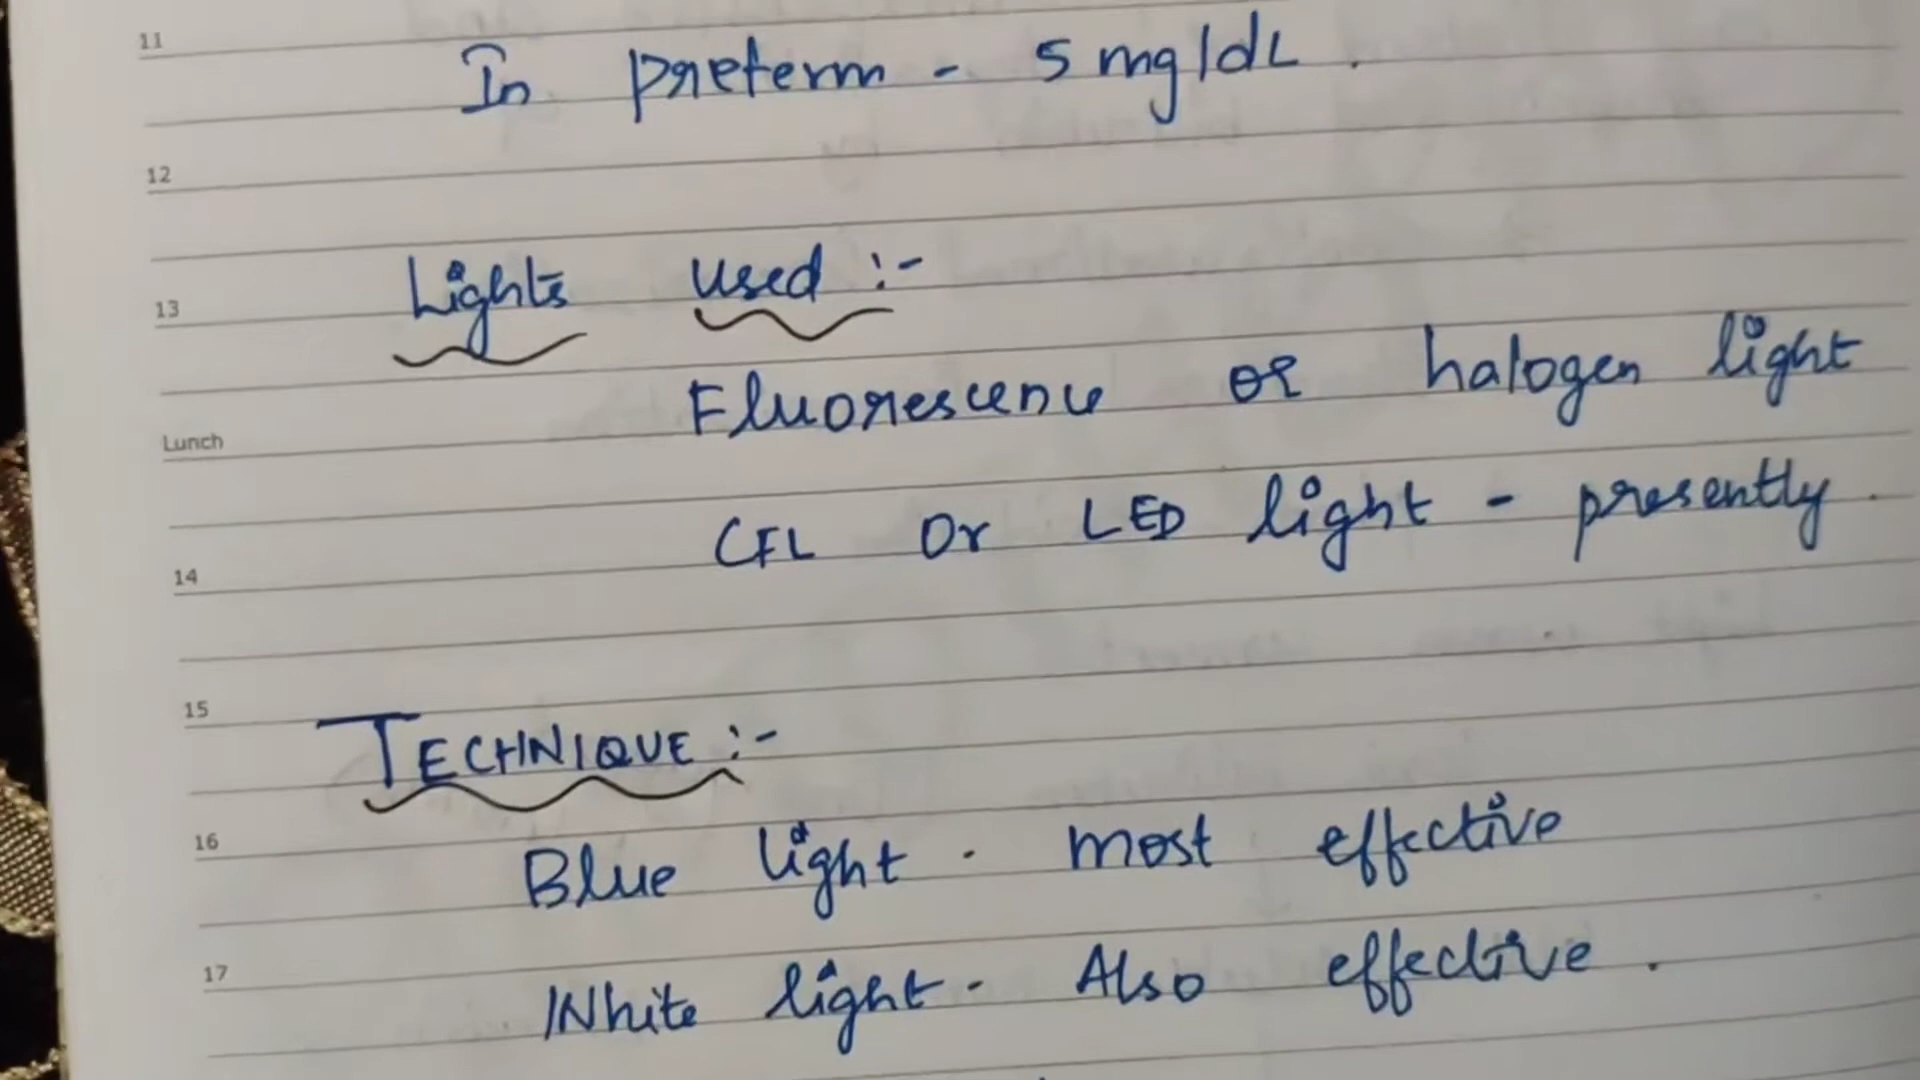 11
In preterm - 5 mg/dL .
12
13
Lights used :-
Fluorescence or halogen light
Lunch
CFL Or LED light - presently .
14
15
TECHNIQUE :-
16
Blue light - most effective
17
White light - Also effective .